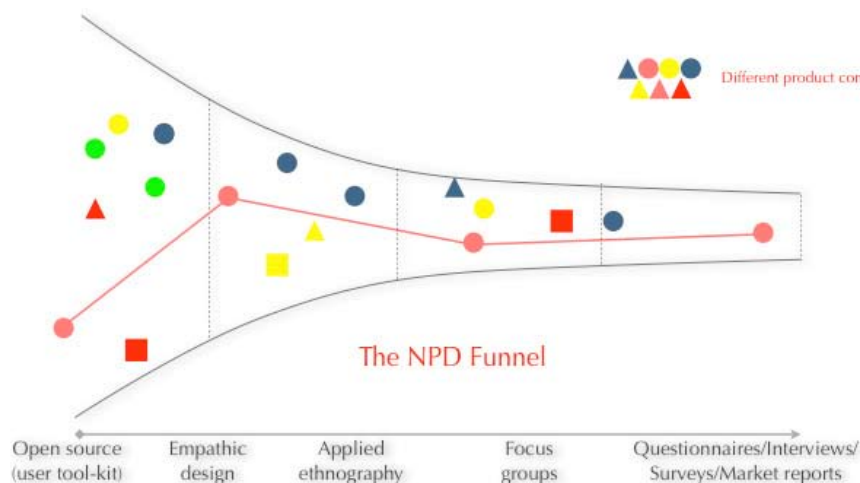 Different product cor
The NPD Funnel
Open source
(user tool-kit)
Empathic
design
Applied
ethnography
Focus
groups
Questionnaires/Interviews/
Surveys/Market reports